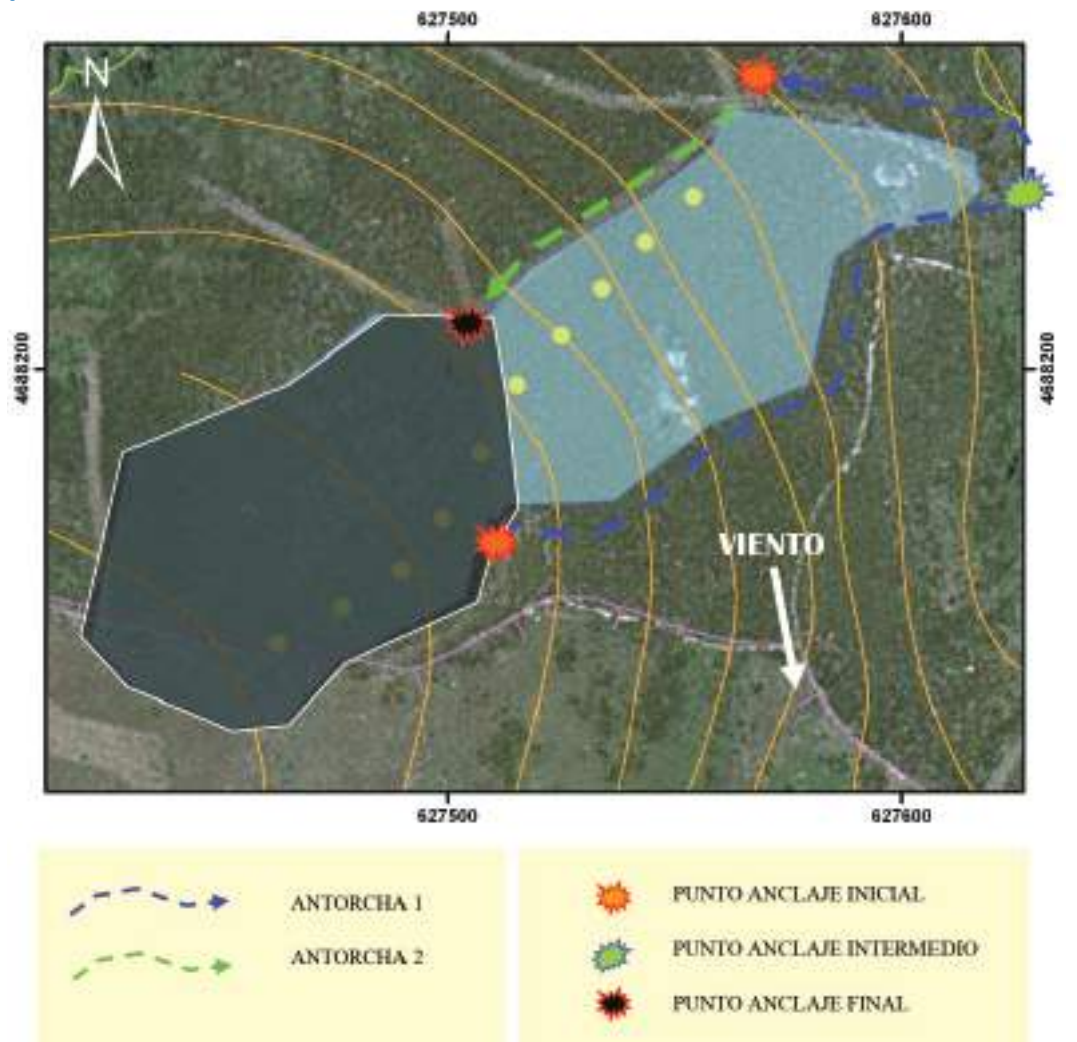 627500
627600
N
4688200
4688200
VIENTO
627500
627600
ANTORCHA 1
ANTORCHA 2
PUNTO ANCLAJE INICIAL
PUNTO ANCLAJE INTERMEDIO
PUNTO ANCLAJE FINAL